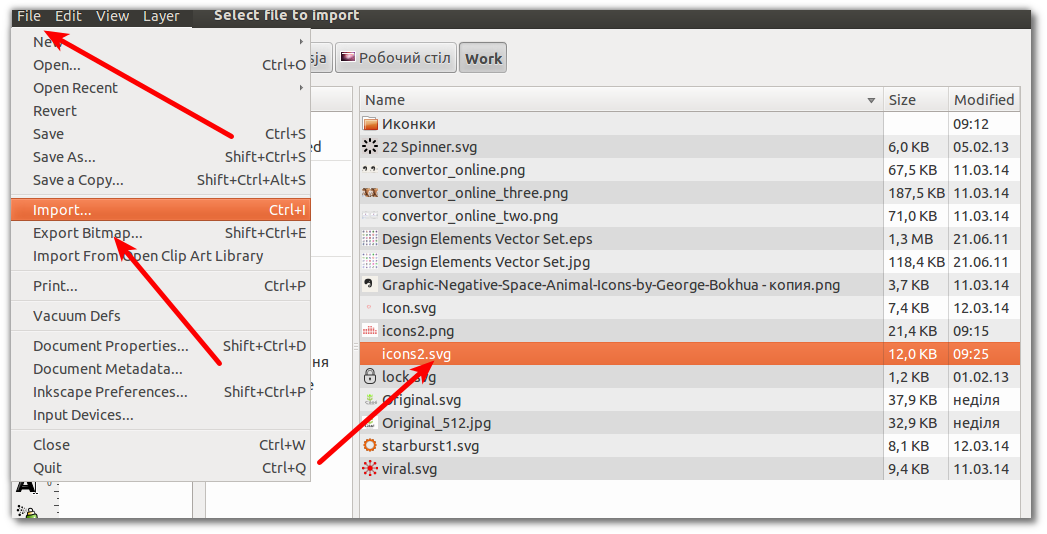 File Edit View Layer Select file to import
New
Open... Ctrl+O
Open Recent
Revert
Save Ctrl+S
Save As... Shift+Ctrl+S
Save a Copy... Shift+Ctrl+Alt+S
Import... Ctrl+I
Export Bitmap... Shift+Ctrl+E
Import From Open Clip Art Library
Print... Ctrl+P
Vacuum Defs
Document Properties... Shift+Ctrl+D
Document Metadata...
Inkscape Preferences... Shift+Ctrl+P
Input Devices...
Close Ctrl+W
Quit Ctrl+Q
sja Робочий стіл Work
ed
ня
e
Name Size Modified
Иконки 09:12
22 Spinner.svg 6,0 KB 05.02.13
convertor_online.png 67,5 KB 11.03.14
convertor_online_three.png 187,5 KB 11.03.14
convertor_online_two.png 71,0 KB 11.03.14
Design Elements Vector Set.eps 1,3 MB 21.06.11
Design Elements Vector Set.jpg 118,4 KB 21.06.11
Graphic-Negative-Space-Animal-Icons-by-George-Bokhua - копия.png 3,7 KB 11.03.14
Icon.svg 7,4 KB 12.03.14
icons2.png 21,4 KB 09:15
icons2.svg 12,0 KB 09:25
lock.svg 1,2 KB 01.02.13
Original.svg 37,9 KB неділя
Original_512.jpg 32,9 KB неділя
starburst1.svg 8,1 KB 12.03.14
viral.svg 9,4 KB 11.03.14